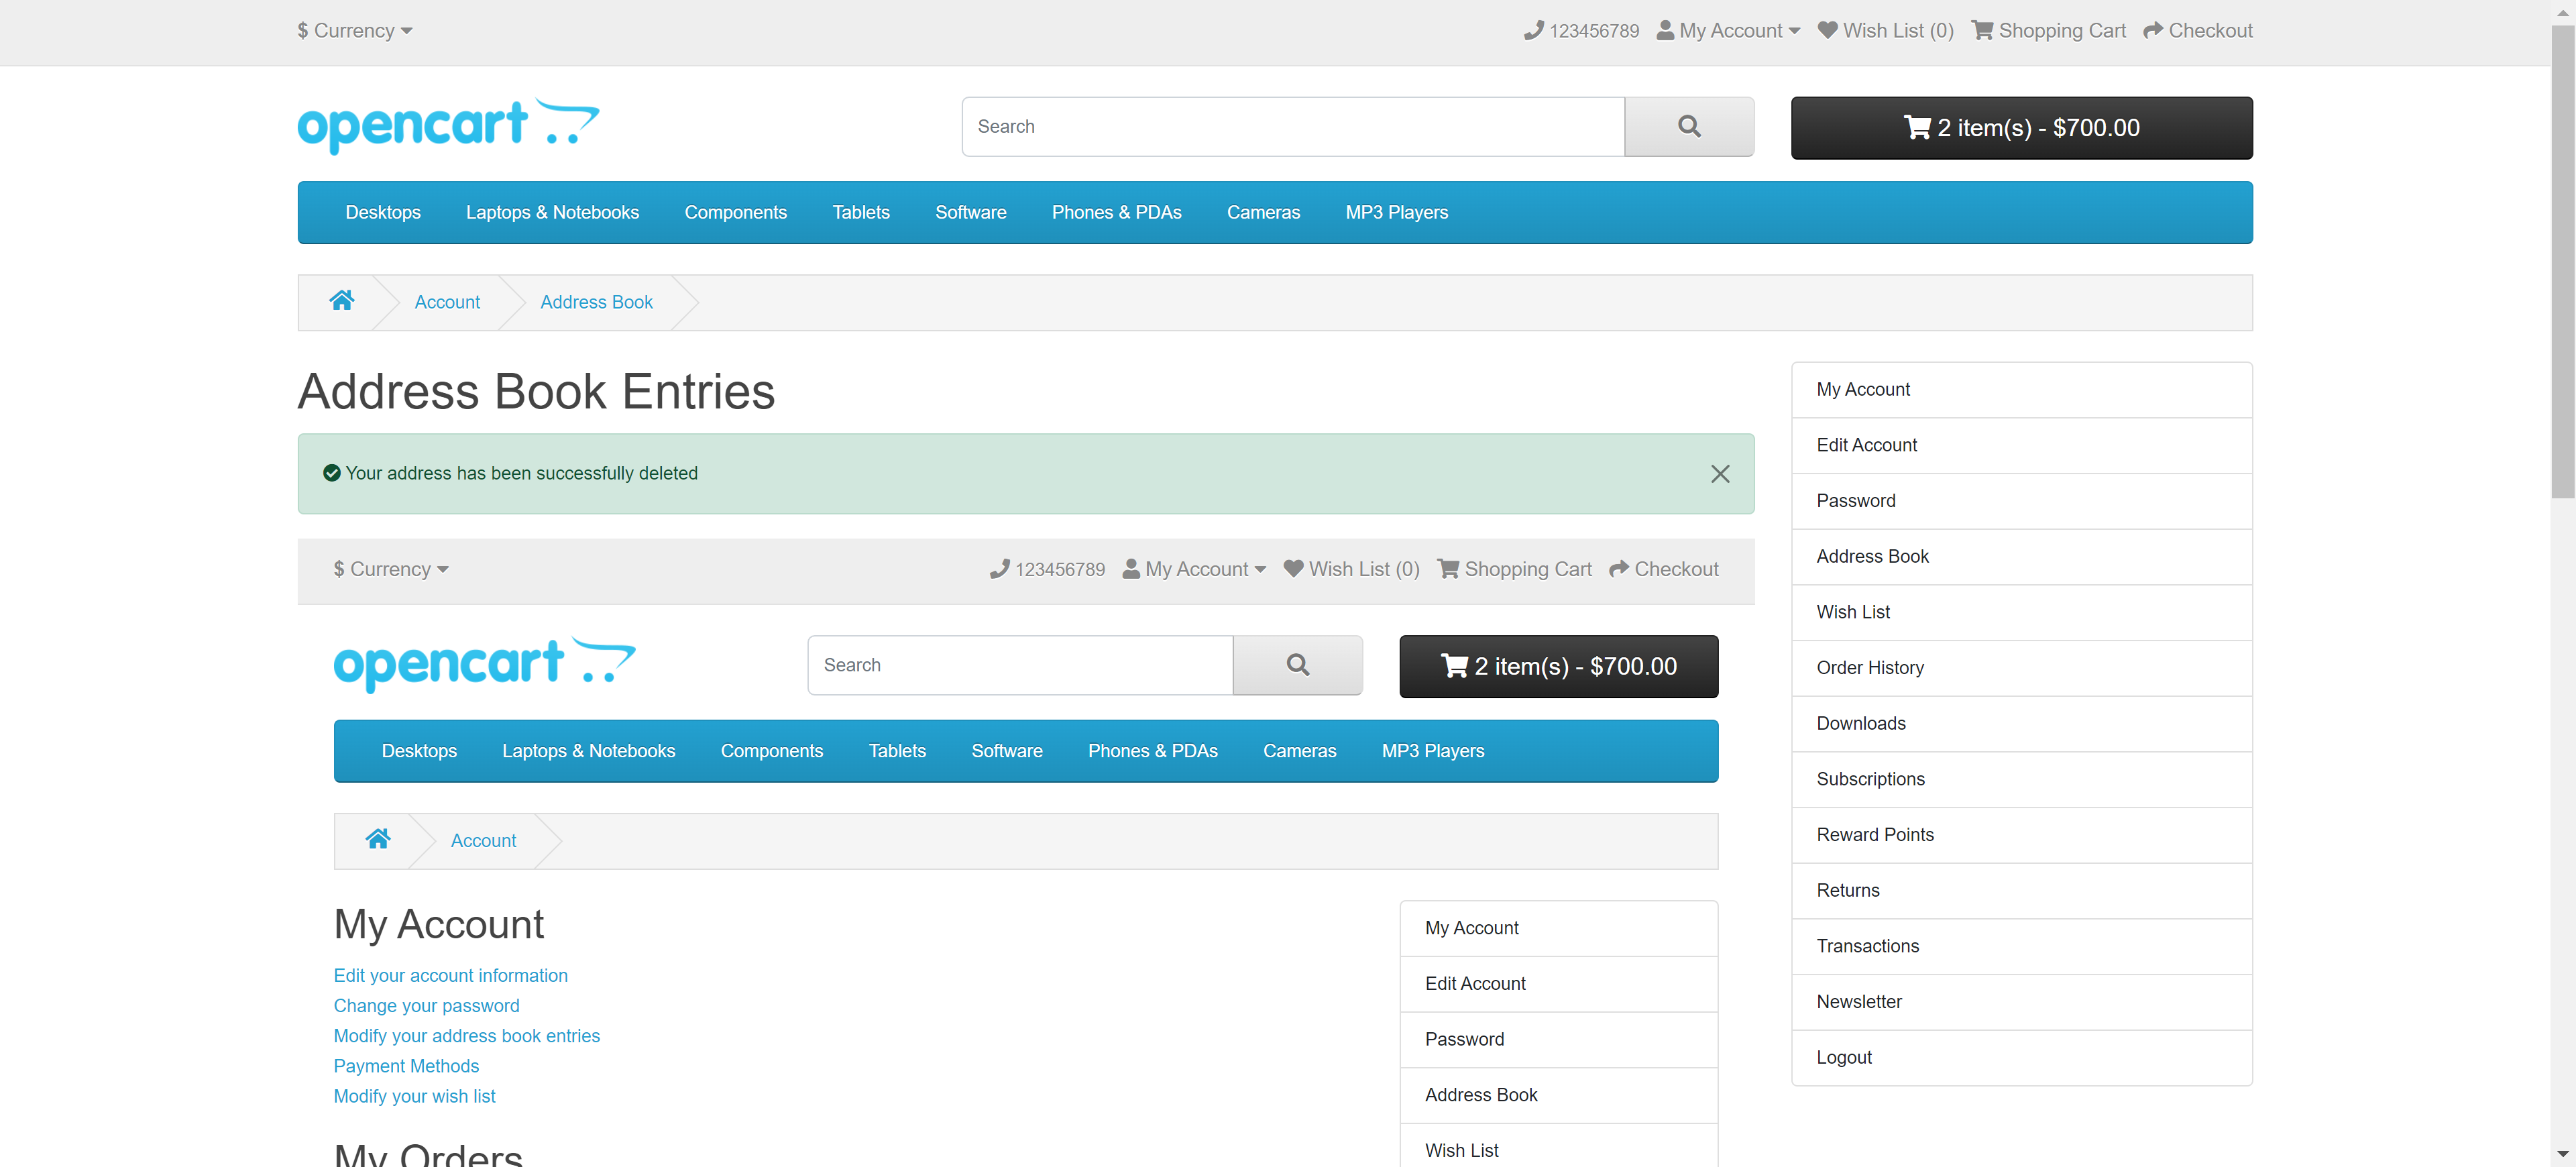 $ Currency
123456789 My Account Wish List (0) Shopping Cart Checkout
opencart
Search
2 item(s) - $700.00
Desktops Laptops & Notebooks Components Tablets Software Phones & PDAs Cameras MP3 Players
Account Address Book
Address Book Entries
Your address has been successfully deleted
$ Currency
123456789 My Account Wish List (0) Shopping Cart Checkout
opencart
Search
2 item(s) - $700.00
Desktops Laptops & Notebooks Components Tablets Software Phones & PDAs Cameras MP3 Players
Account
My Account
Edit your account information
Change your password
Modify your address book entries
Payment Methods
Modify your wish list
My Orders
My Account
Edit Account
Password
Address Book
Wish List
My Account
Edit Account
Password
Address Book
Wish List
Order History
Downloads
Subscriptions
Reward Points
Returns
Transactions
Newsletter
Logout